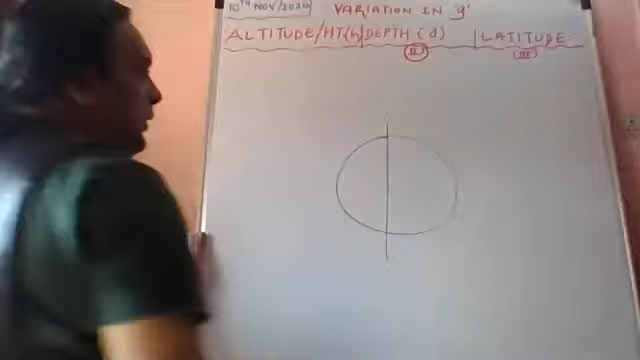 10TH NOV/2020 VARIATION IN 'g'
ALTITUDE/HT(h) | DEPTH (d) | LATITUDE
II III